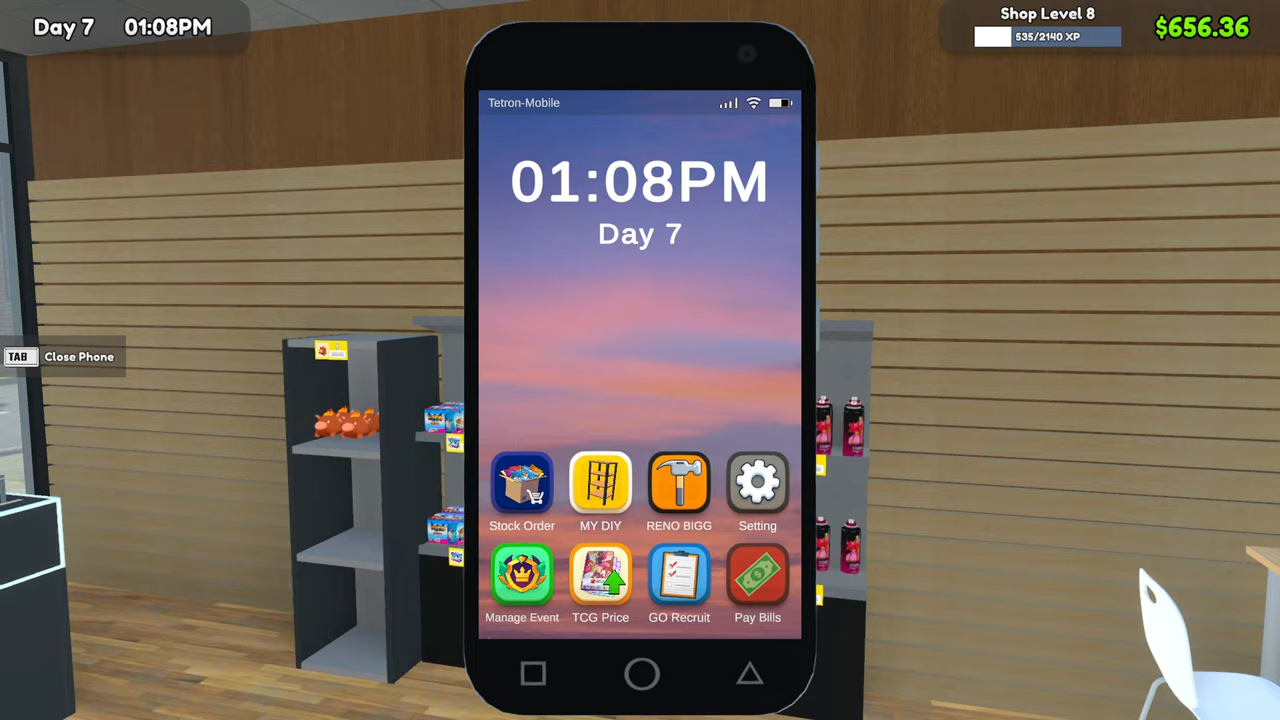 Day 7 01:08PM
Shop Level 8
535/2140 XP
$656.36
Tetron-Mobile
01:08PM
Day 7
TAB Close Phone
Stock Order MY DIY RENO BIGG Setting
Manage Event TCG Price GO Recruit Pay Bills